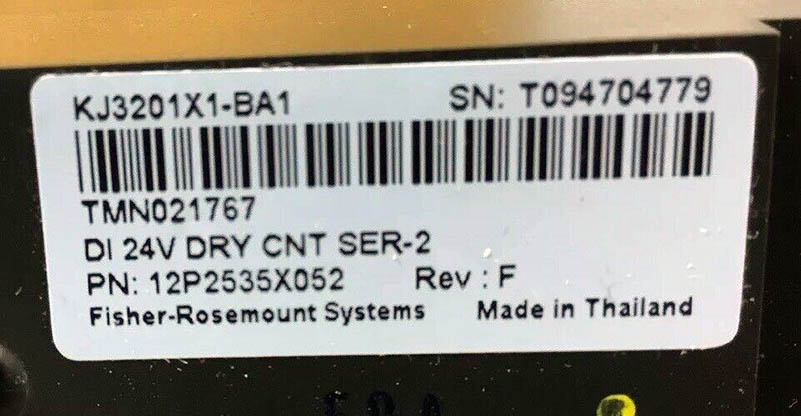 KJ3201X1-BA1 SN: T094704779
TMN021767
DI 24V DRY CNT SER-2
PN: 12P2535X052 Rev : F
Fisher-Rosemount Systems Made in Thailand